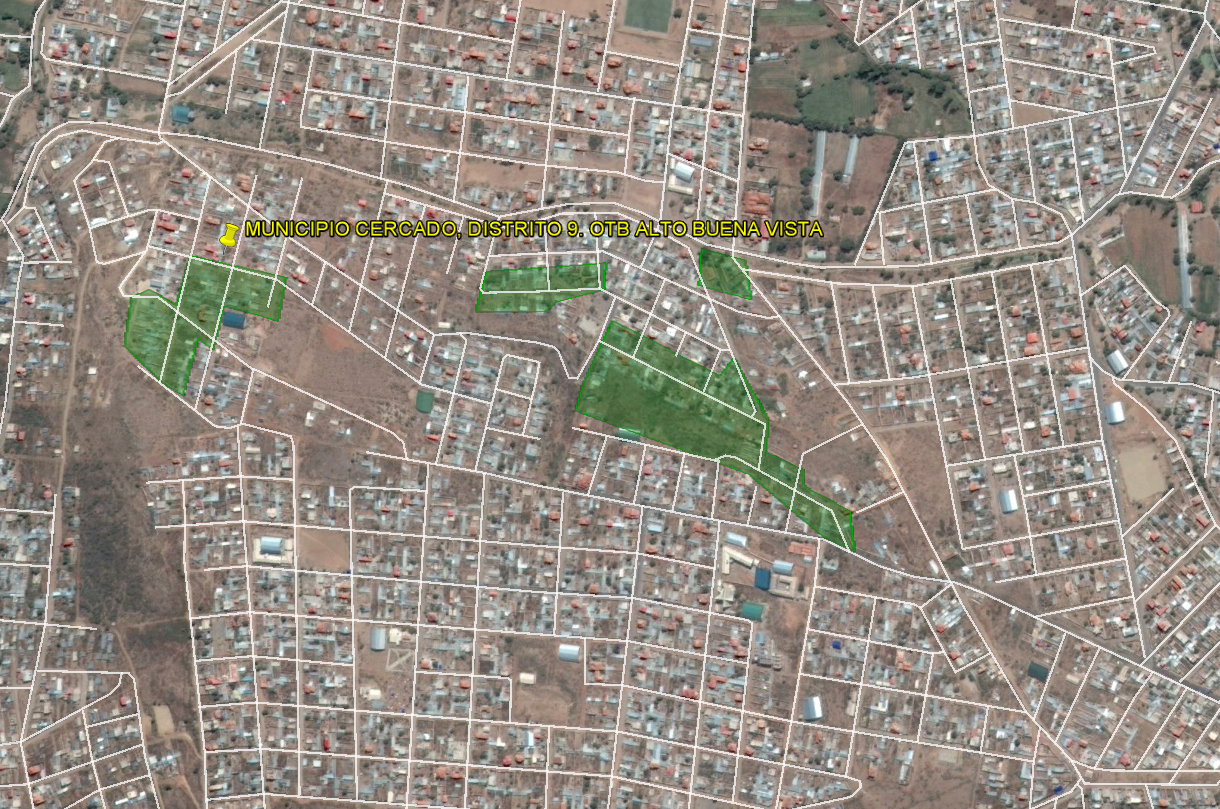 MUNICIPIO CERCADO, DISTRITO 9. OTB ALTO BUENA VISTA